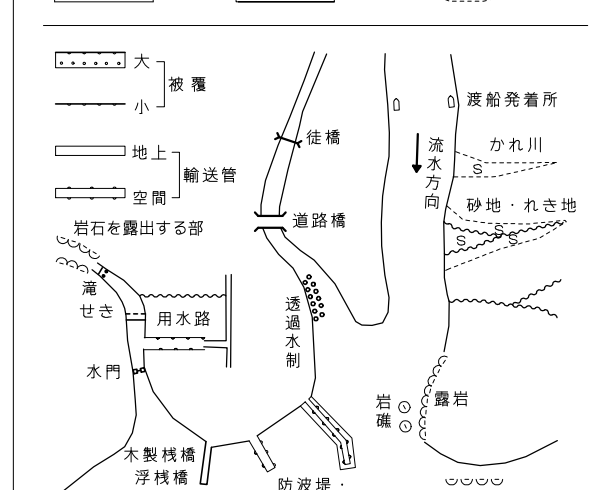 大
被覆
小
地上
輸送管
空間
岩石を露出する部
徒橋
道路橋
渡船発着所
流水方向
かれ川
S
砂地・れき地
S
S
S
滝
せき
用水路
水門
透過水制
岩礁
露岩
木製桟橋
浮桟橋
防波堤・